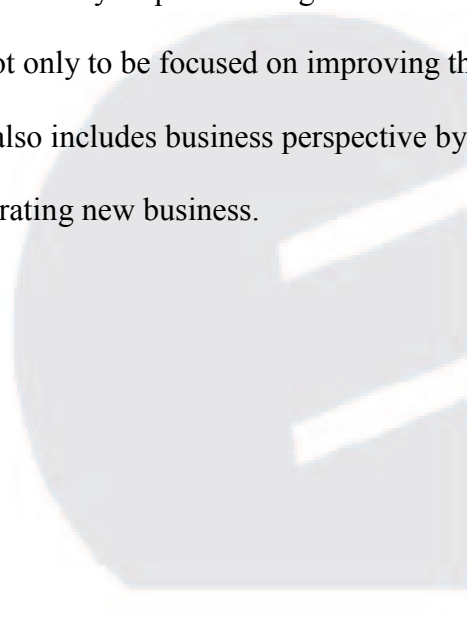 ot only to be focused on improving th
also includes business perspective by
rating new business.